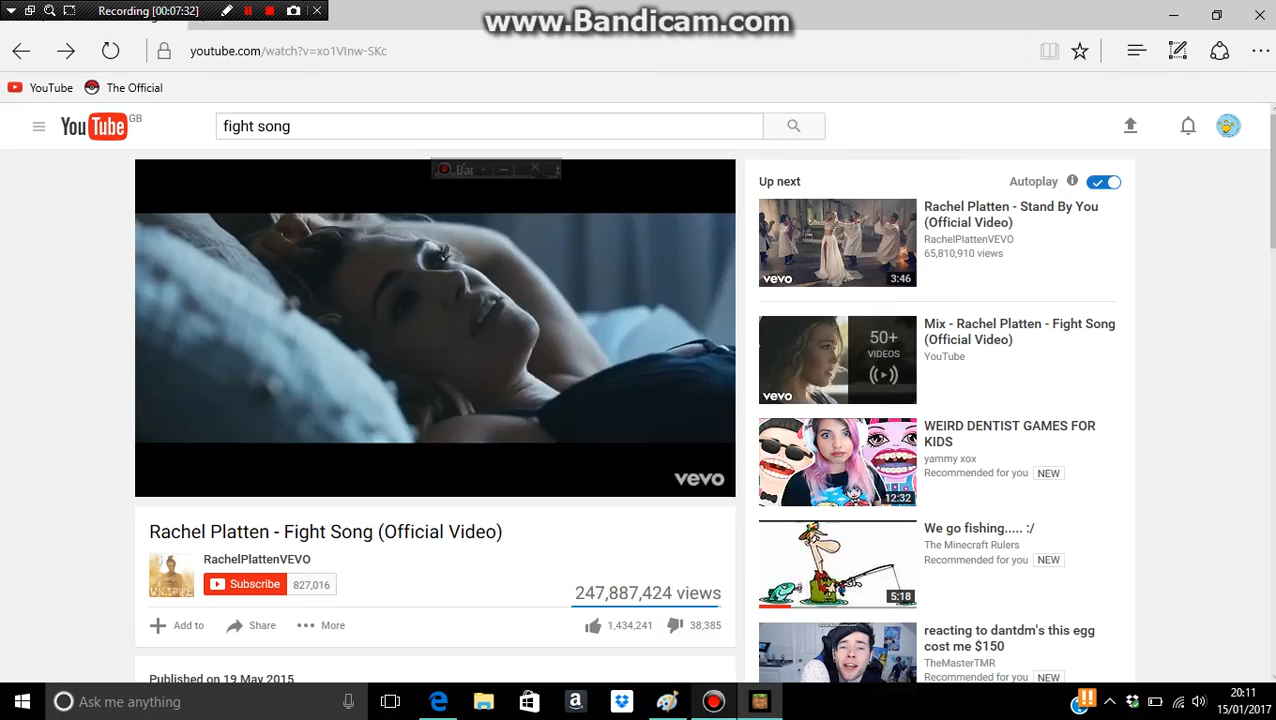 Recording [00:07:32]
www.Bandicam.com
youtube.com/watch?v=xo1VInw-SKc
YouTube
The Official
YouTube GB
fight song
Up next
Autoplay
Rachel Platten - Stand By You
(Official Video)
RachelPlattenVEVO
65,810,910 views
vevo
3:46
Mix - Rachel Platten - Fight Song
(Official Video)
YouTube
50+
VIDEOS
vevo
WEIRD DENTIST GAMES FOR
KIDS
yammy xox
Recommended for you NEW
12:32
We go fishing..... :/
The Minecraft Rulers
Recommended for you NEW
5:18
reacting to dantdm's this egg
cost me $150
TheMasterTMR
Recommended for you NEW
vevo
Rachel Platten - Fight Song (Official Video)
RachelPlattenVEVO
Subscribe 827,016
247,887,424 views
Add to Share More
1,434,241 38,385
Published on 19 May 2015
Ask me anything
20:11
15/01/2017